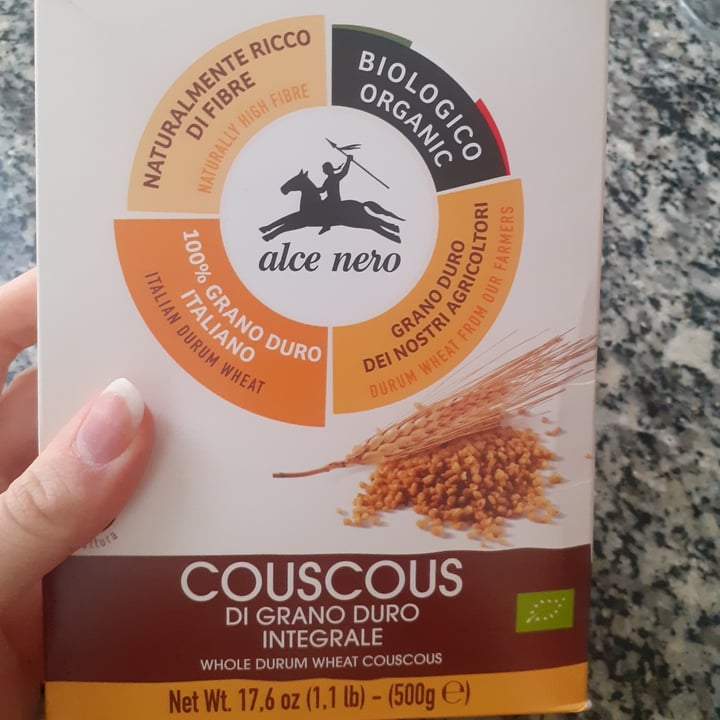 NATURALMENTE RICCO
DI FIBRE
NATURALLY HIGH FIBRE
BIOLOGICO
ORGANIC
alce nero
100% GRANO DURO
ITALIANO
ITALIAN DURUM WHEAT
GRANO DURO
DEI NOSTRI AGRICOLTORI
DURUM WHEAT FROM OUR FARMERS
COUSCOUS
DI GRANO DURO
INTEGRALE
WHOLE DURUM WHEAT COUSCOUS
Net Wt. 17,6 oz (1,1 lb) – (500g ℮)